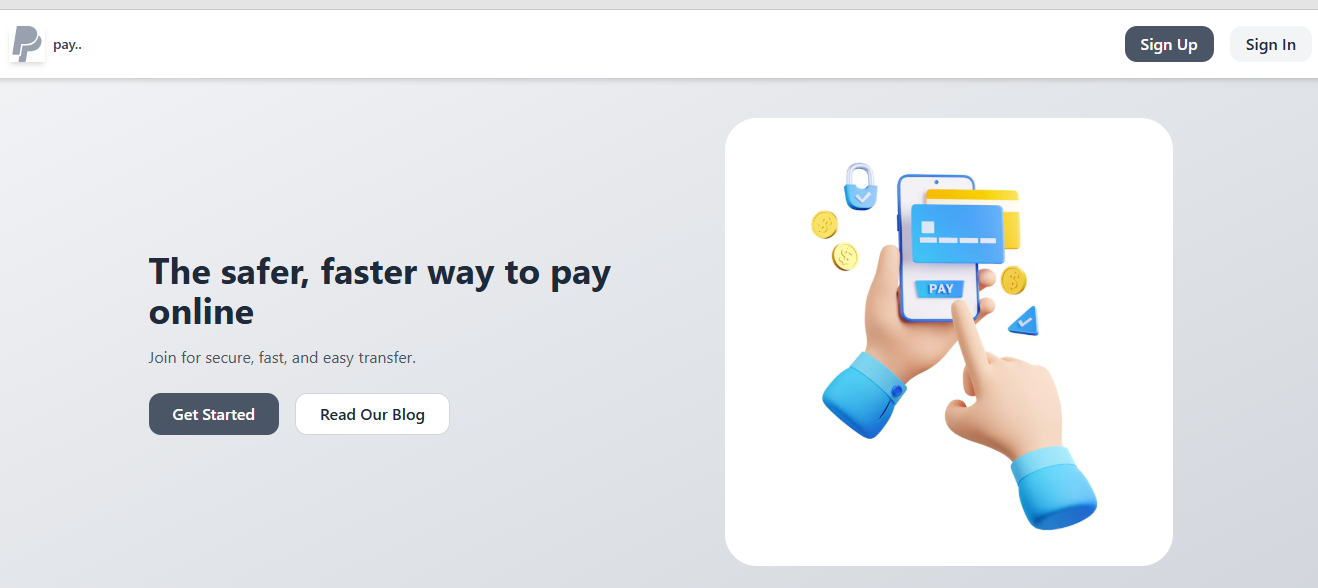 pay..
Sign Up
Sign In
The safer, faster way to pay
online
Join for secure, fast, and easy transfer.
Get Started
Read Our Blog
PAY